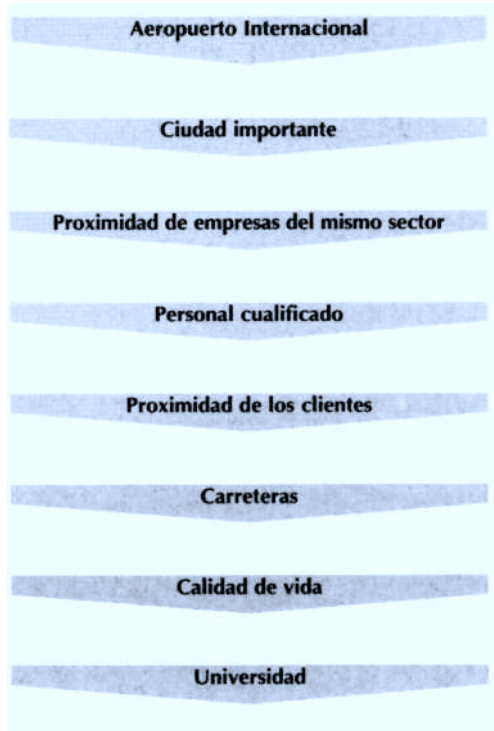 Aeropuerto Internacional
Ciudad importante
Proximidad de empresas del mismo sector
Personal cualificado
Proximidad de los clientes
Carreteras
Calidad de vida
Universidad